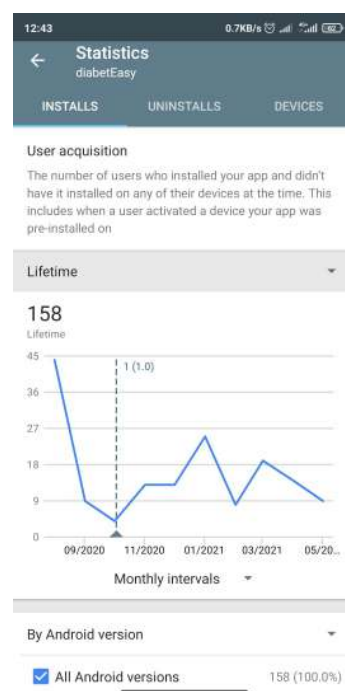 12:43
0.7KB/s
Statistics
diabetEasy
INSTALLS UNINSTALLS DEVICES
User acquisition
The number of users who installed your app and didn't
have it installed on any of their devices at the time. This
includes when a user activated a device your app was
pre-installed on
Lifetime
158
Lifetime
45
1 (1.0)
36
27
18
9
0
09/2020 11/2020 01/2021 03/2021 05/20...
Monthly intervals
By Android version
All Android versions 158 (100.0%)